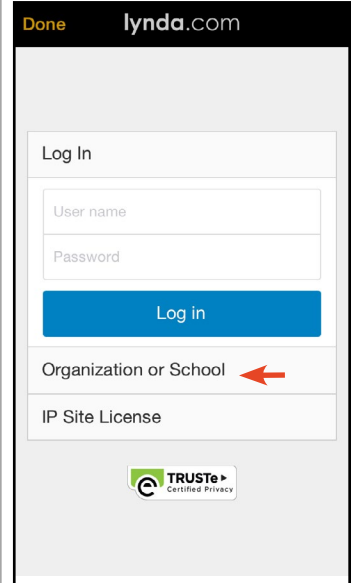 Done lynda.com
Log In
User name
Password
Log in
Organization or School
IP Site License
TRUSTe
Certified Privacy